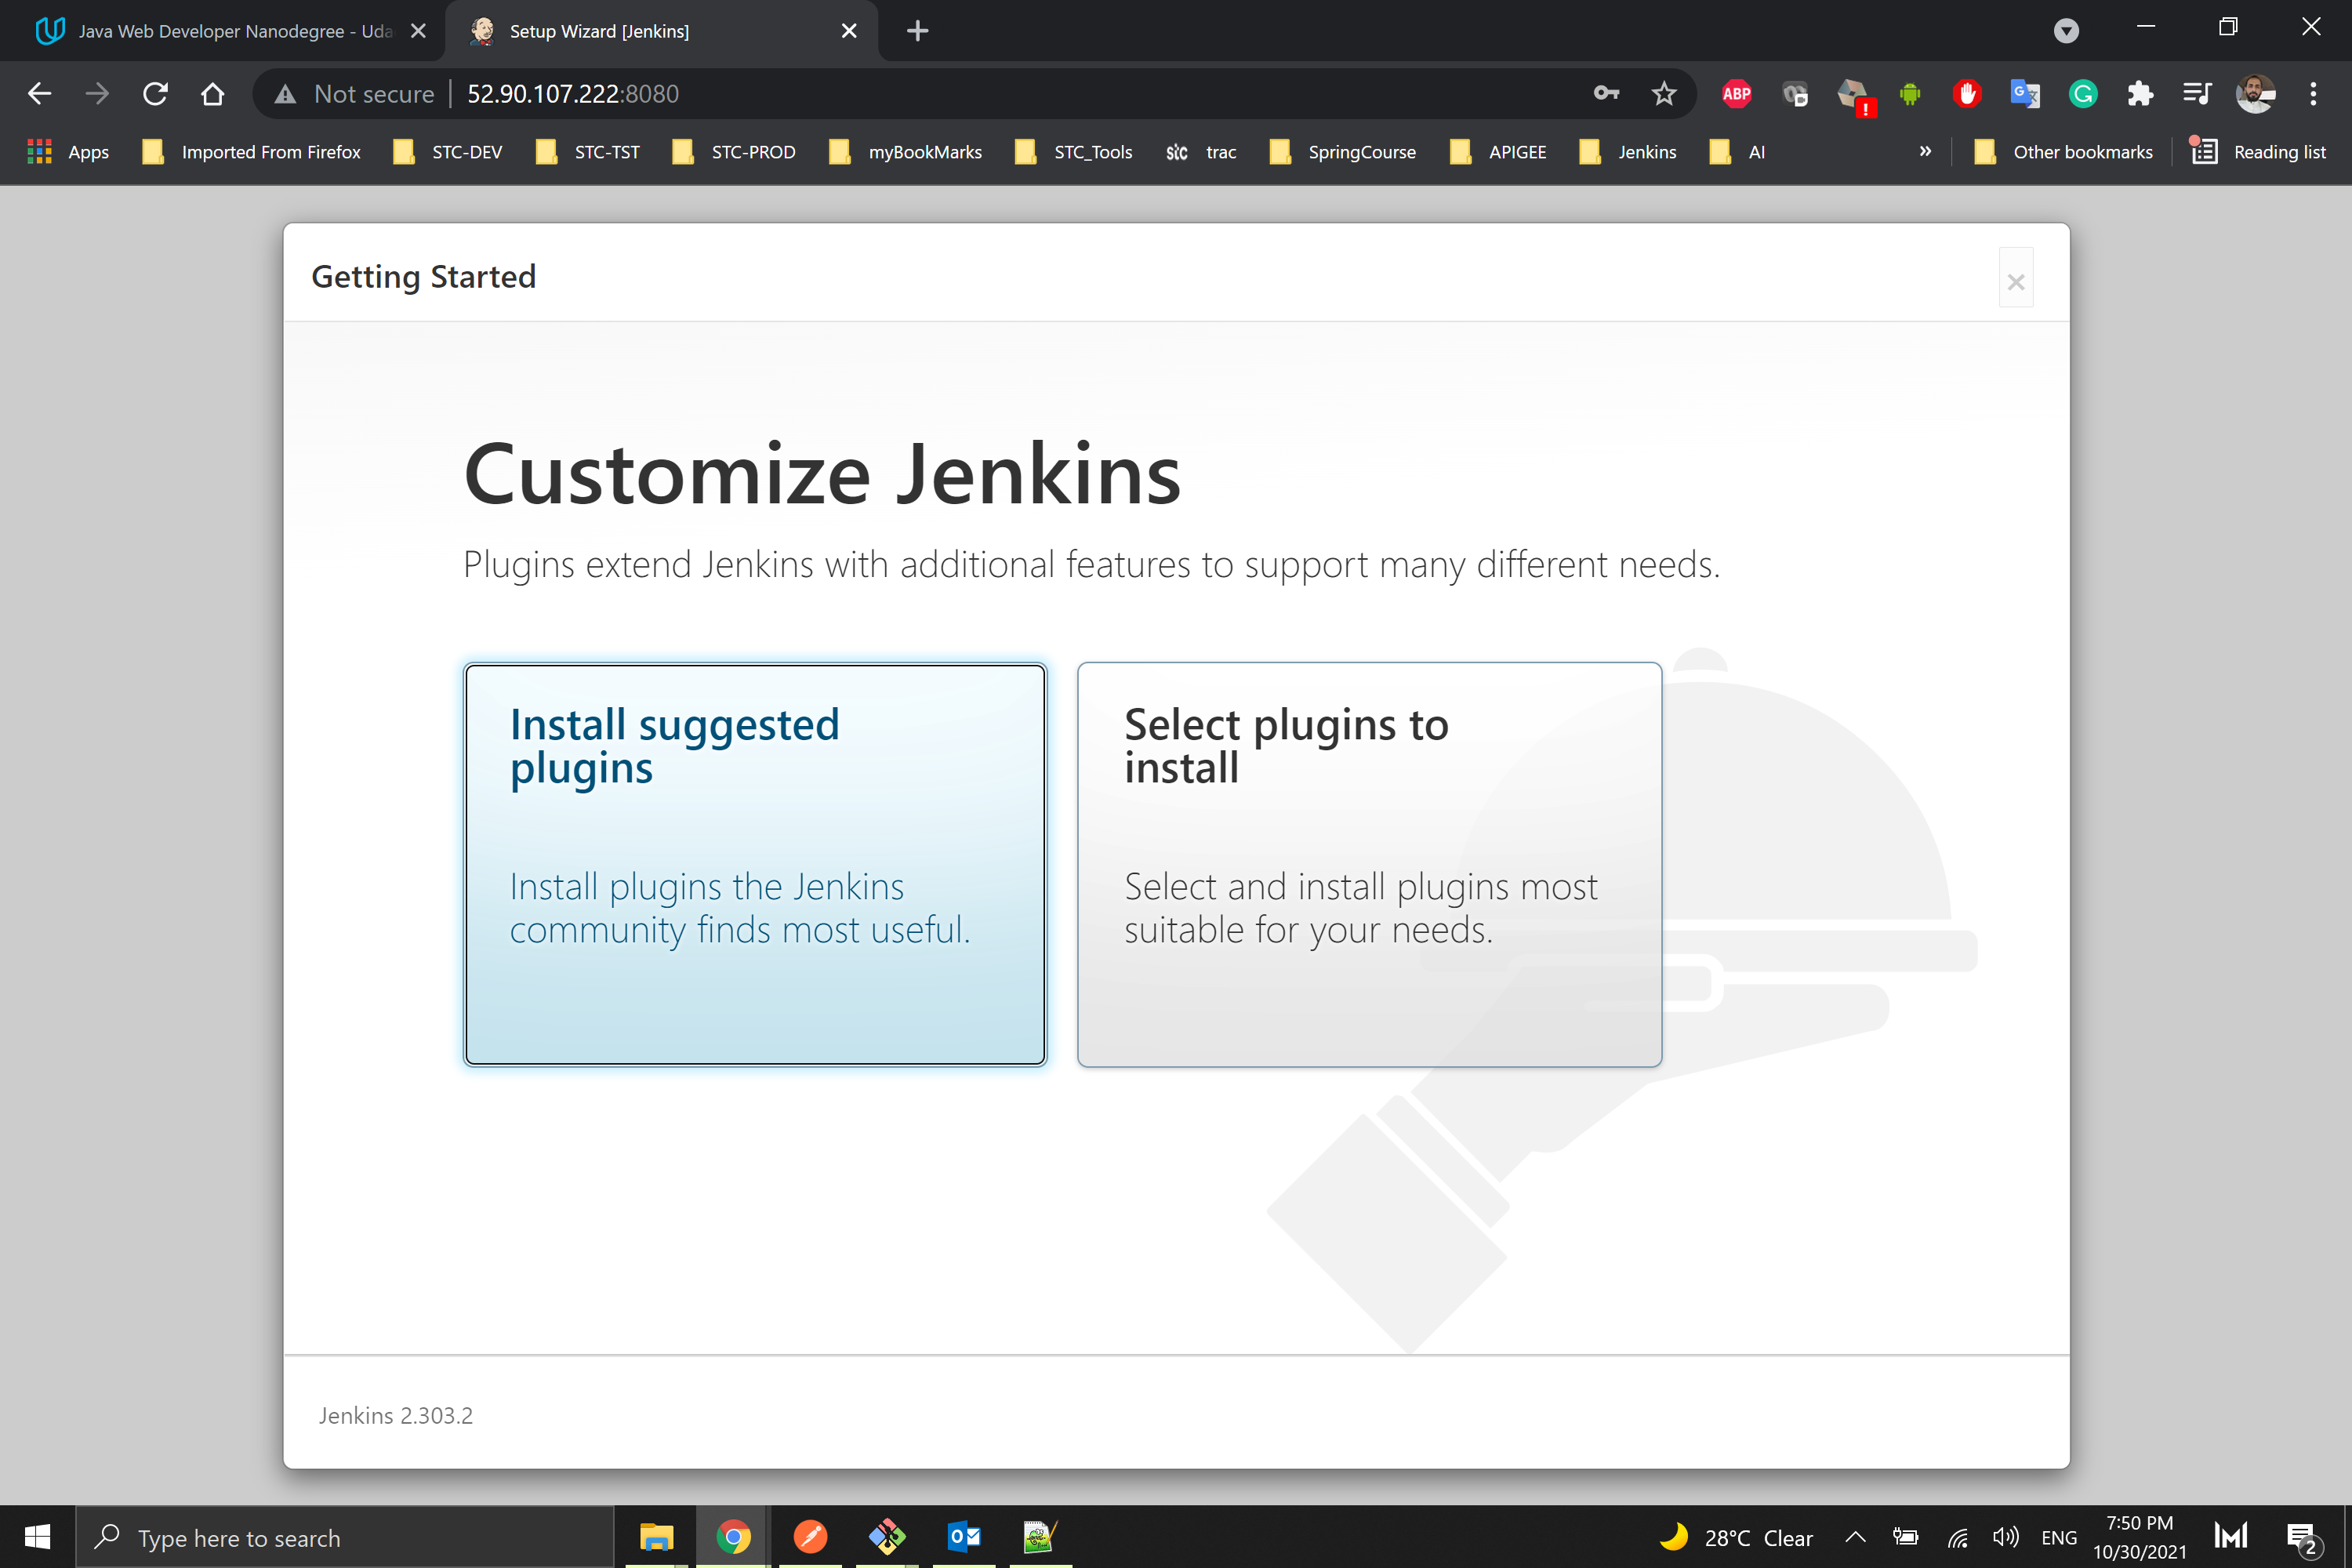 Java Web Developer Nanodegree - Uda
Setup Wizard [Jenkins]
Not secure
52.90.107.222:8080
ABP
Apps
Imported From Firefox
STC-DEV
STC-TST
STC-PROD
myBookMarks
STC_Tools
stc
trac
SpringCourse
APIGEE
Jenkins
AI
»
Other bookmarks
Reading list
Getting Started
×
Customize Jenkins
Plugins extend Jenkins with additional features to support many different needs.
Install suggested
plugins
Install plugins the Jenkins
community finds most useful.
Select plugins to
install
Select and install plugins most
suitable for your needs.
Jenkins 2.303.2
Type here to search
28°C Clear
ENG
7:50 PM
10/30/2021
2